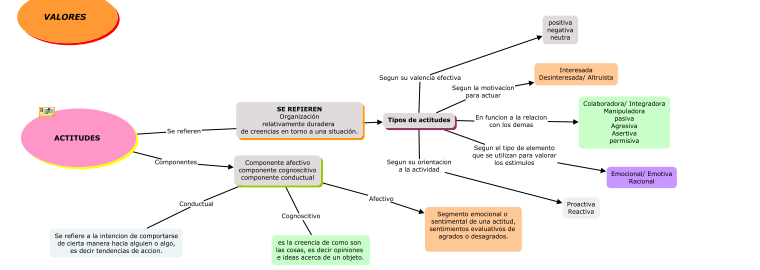 VALORES
positiva
negativa
neutra
Segun su valencia efectiva
Interesada
Desinteresada/ Altruista
Segun la motivacion
para actuar
SE REFIEREN
Organización
relativamente duradera
de creencias en torno a una situación.
Colaboradora/ Integradora
Manipuladora
pasiva
Agresiva
Asertiva
permisiva
Tipos de actitudes
En funcion a la relacion
con los demas
ACTITUDES
Se refieren
Segun el tipo de elemento
que se utilizan para valorar
los estimulos
Componentes
Componente afectivo
componente cognoscitivo
componente conductual
Segun su orientacion
a la actividad
Emocional/ Emotiva
Racional
Afectivo
Conductual
Proactiva
Reactiva
Cognoscitivo
Segmento emocional o
sentimental de una actitud,
sentimientos evaluativos de
agrados o desagrados.
Se refiere a la intencion de comportarse
de cierta manera hacia alguien o algo,
es decir tendencias de accion.
es la creencia de como son
las cosas, es decir opiniones
e ideas acerca de un objeto.